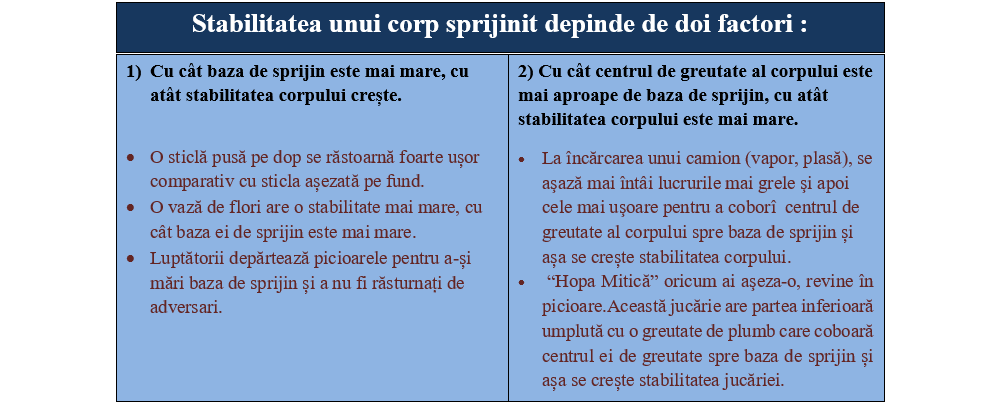 Stabilitatea unui corp sprijinit depinde de doi factori :
1) Cu cât baza de sprijin este mai mare, cu
atât stabilitatea corpului crește.
• O sticlă pusă pe dop se răstoarnă foarte ușor
comparativ cu sticla așezată pe fund.
• O vază de flori are o stabilitate mai mare, cu
cât baza ei de sprijin este mai mare.
• Luptătorii depărtează picioarele pentru a-și
mări baza de sprijin și a nu fi răsturnați de
adversari.
2) Cu cât centrul de greutate al corpului este
mai aproape de baza de sprijin, cu atât
stabilitatea corpului este mai mare.
• La încărcarea unui camion (vapor, plasă), se
aşază mai întâi lucrurile mai grele şi apoi
cele mai uşoare pentru a coborî centrul de
greutate al corpului spre baza de sprijin și
așa se crește stabilitatea corpului.
• “Hopa Mitică” oricum ai aşeza-o, revine în
picioare.Această jucărie are partea inferioară
umplută cu o greutate de plumb care coboară
centrul ei de greutate spre baza de sprijin și
așa se crește stabilitatea jucăriei.